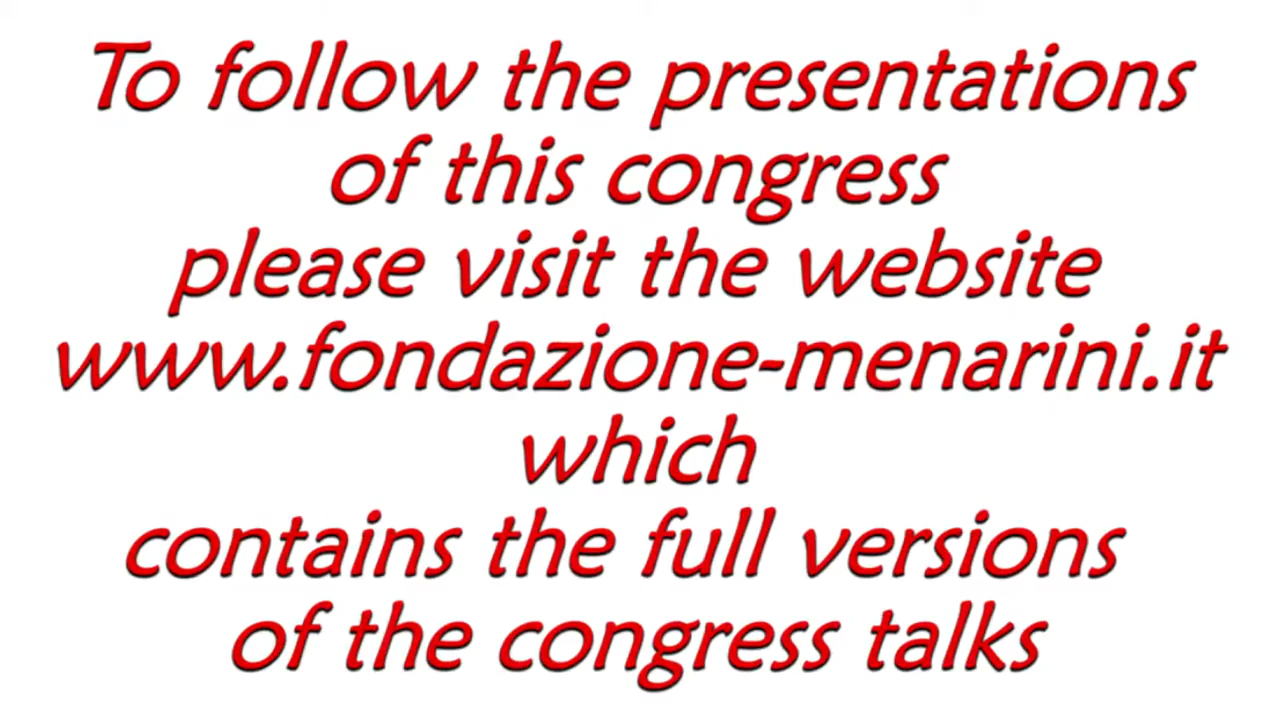 To follow the presentations
of this congress
please visit the website
www.fondazione-menarini.it
which
contains the full versions
of the congress talks